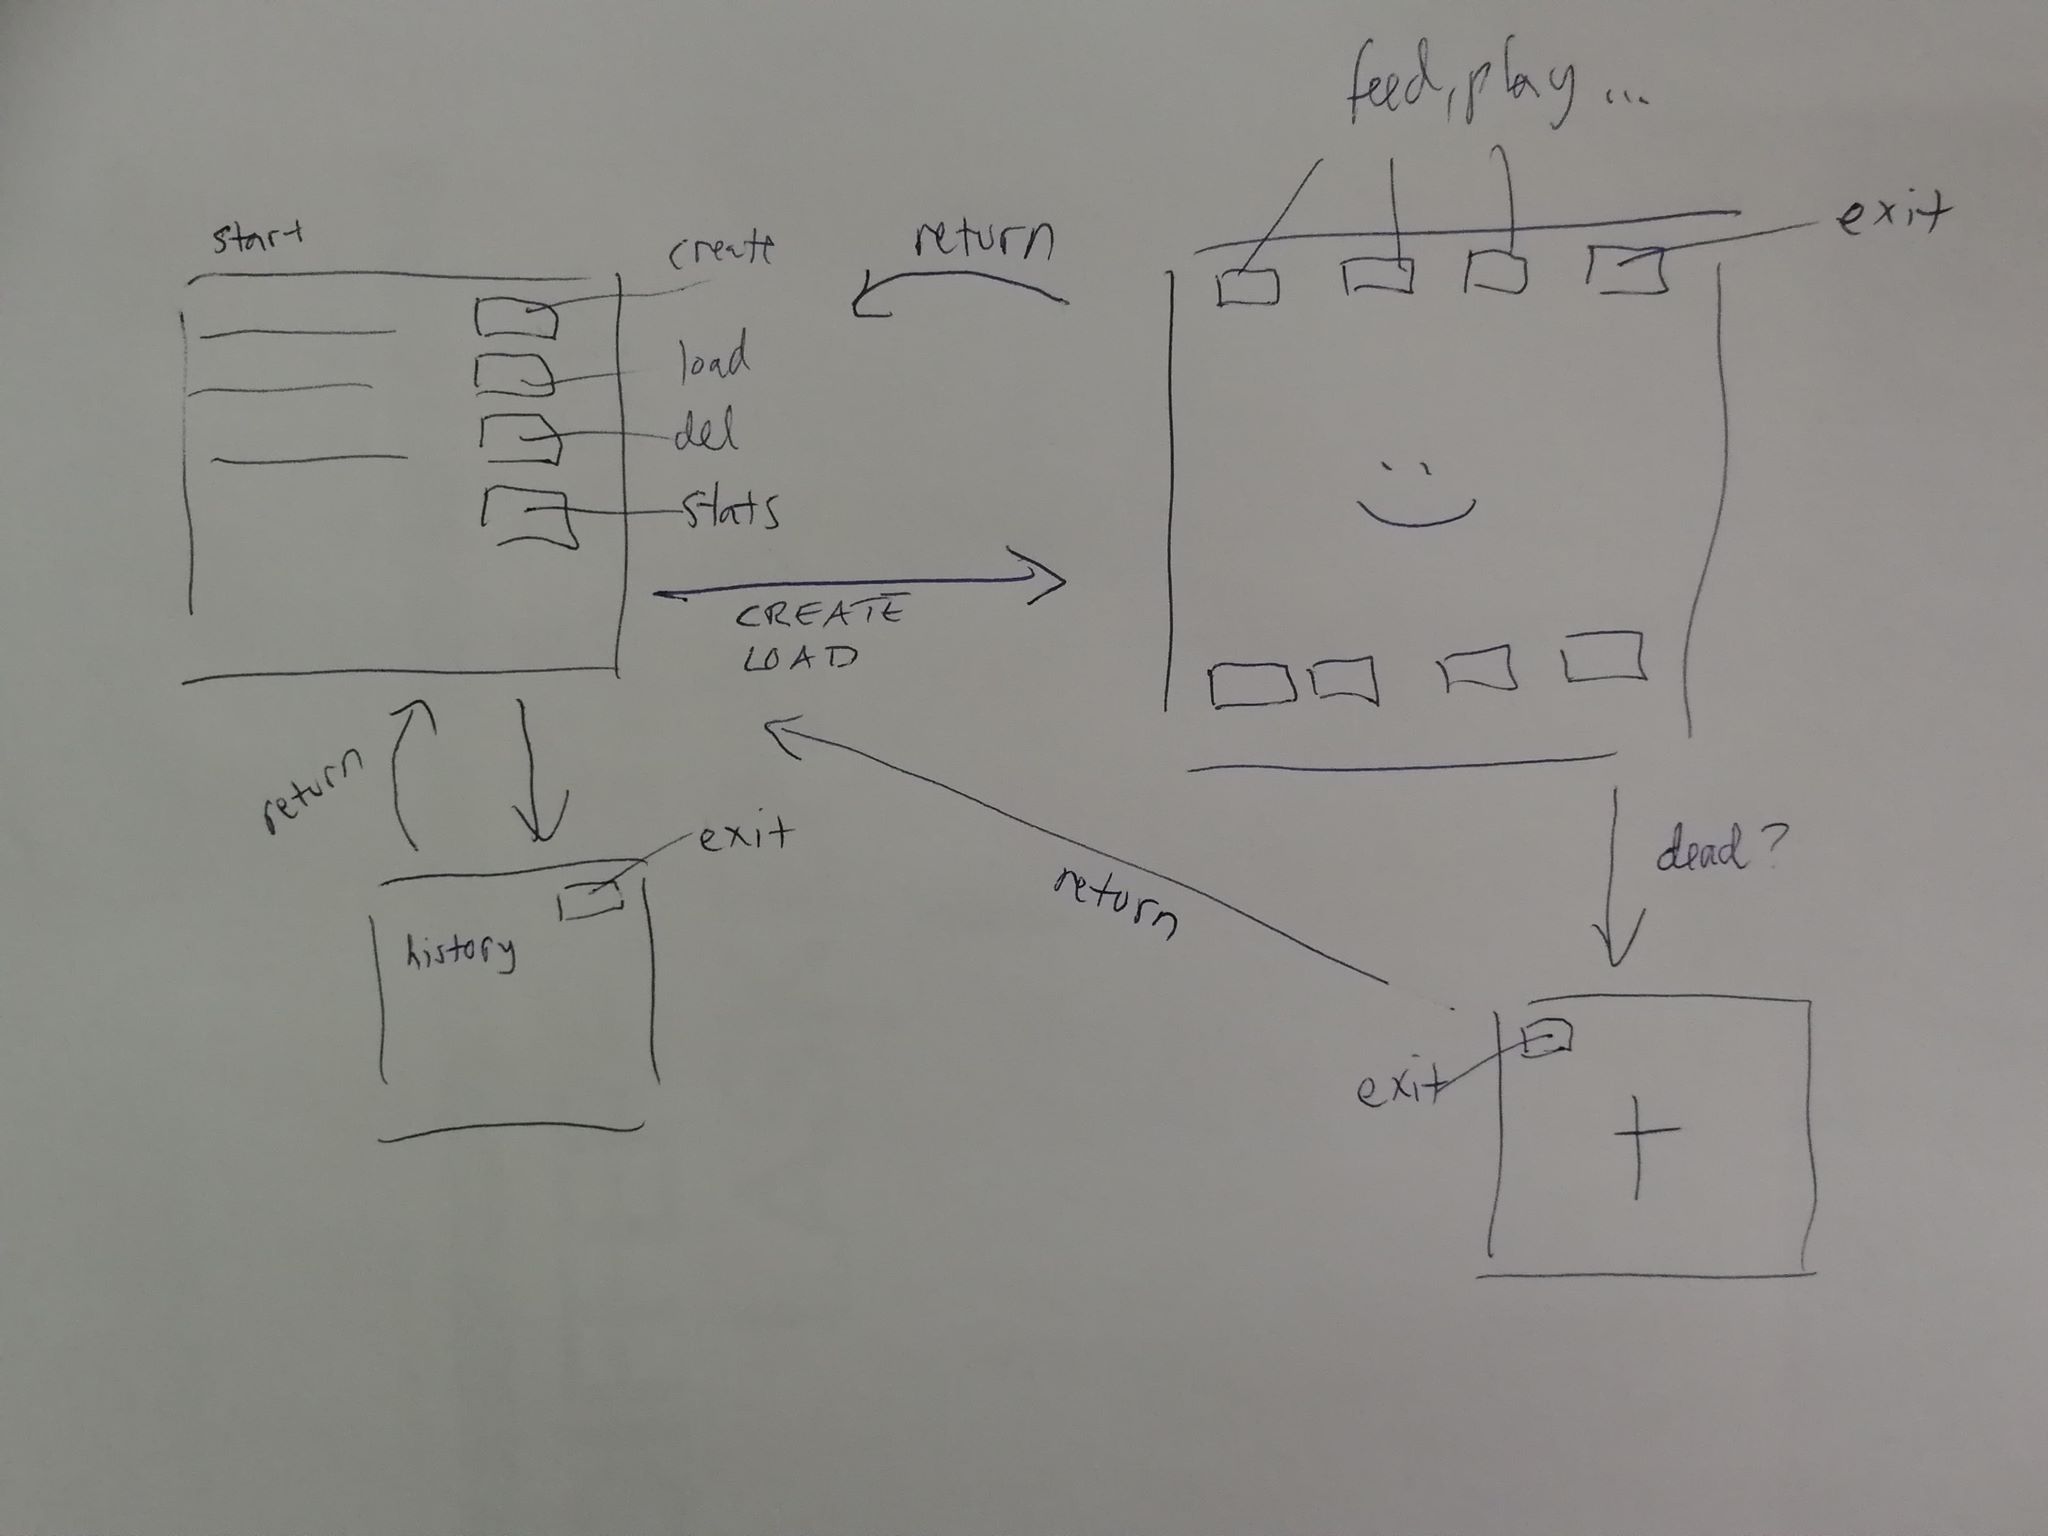 feed, play ...
exit
start
create
return
load
del
stats
CREATE
LOAD
return
exit
dead?
return
history
exit